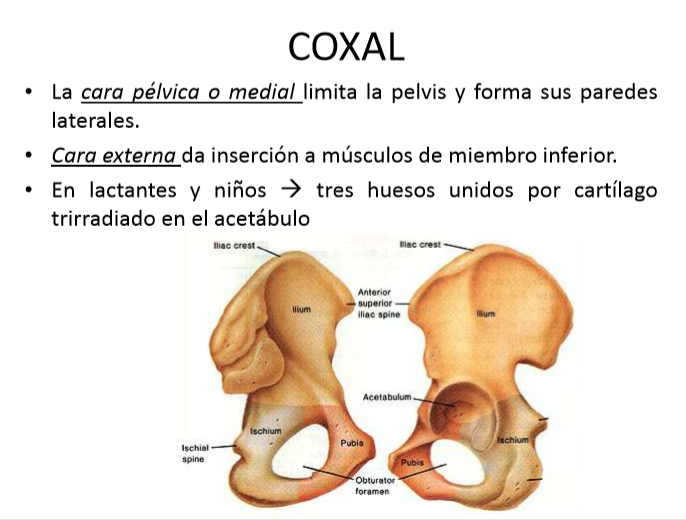 COXAL
• La cara pélvica o medial limita la pelvis y forma sus paredes
laterales.
• Cara externa da inserción a músculos de miembro inferior.
• En lactantes y niños → tres huesos unidos por cartílago
trirradiado en el acetábulo
Iliac crest
Iliac crest
Ilium
Anterior
superior
iliac spine
Ilium
Acetabulum
Ischium
Ischial
spine
Pubis
Ischium
Pubis
Obturator
foramen